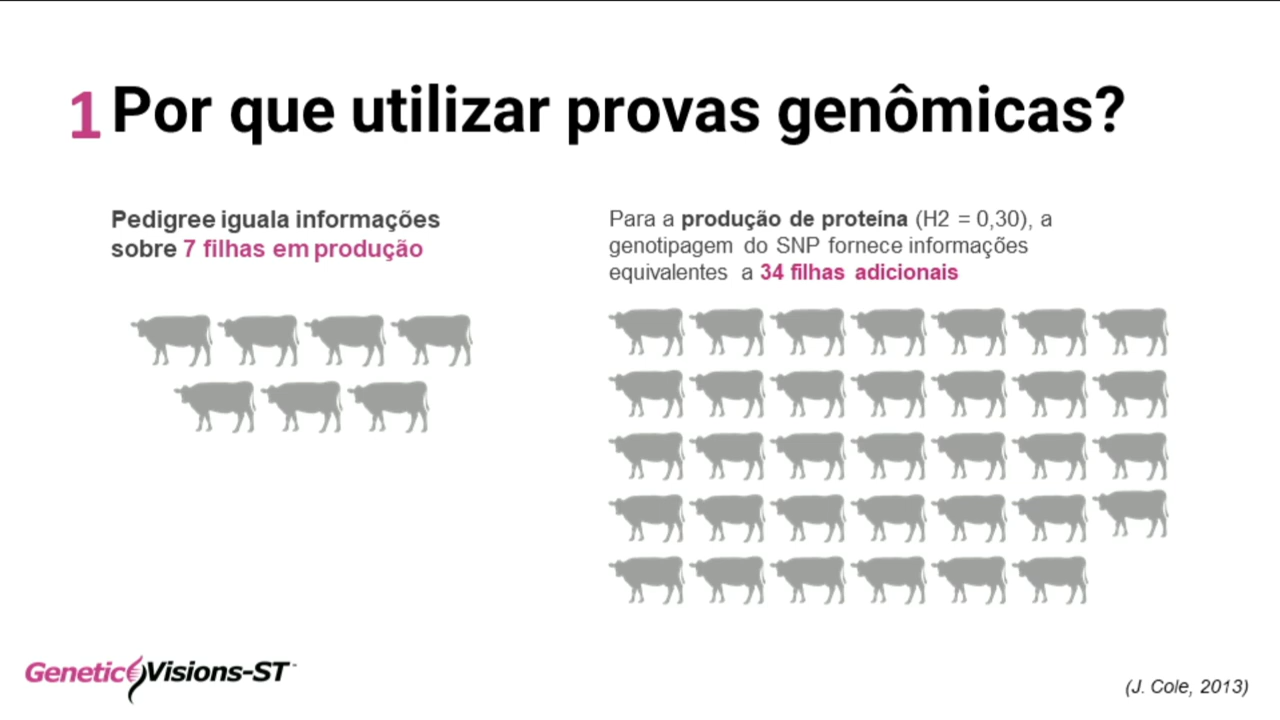 1 Por que utilizar provas genômicas?
Pedigree iguala informações
sobre 7 filhas em produção
Para a produção de proteína (H2 = 0,30), a
genotipagem do SNP fornece informações
equivalentes a 34 filhas adicionais
GeneticVisions-ST™
(J. Cole, 2013)